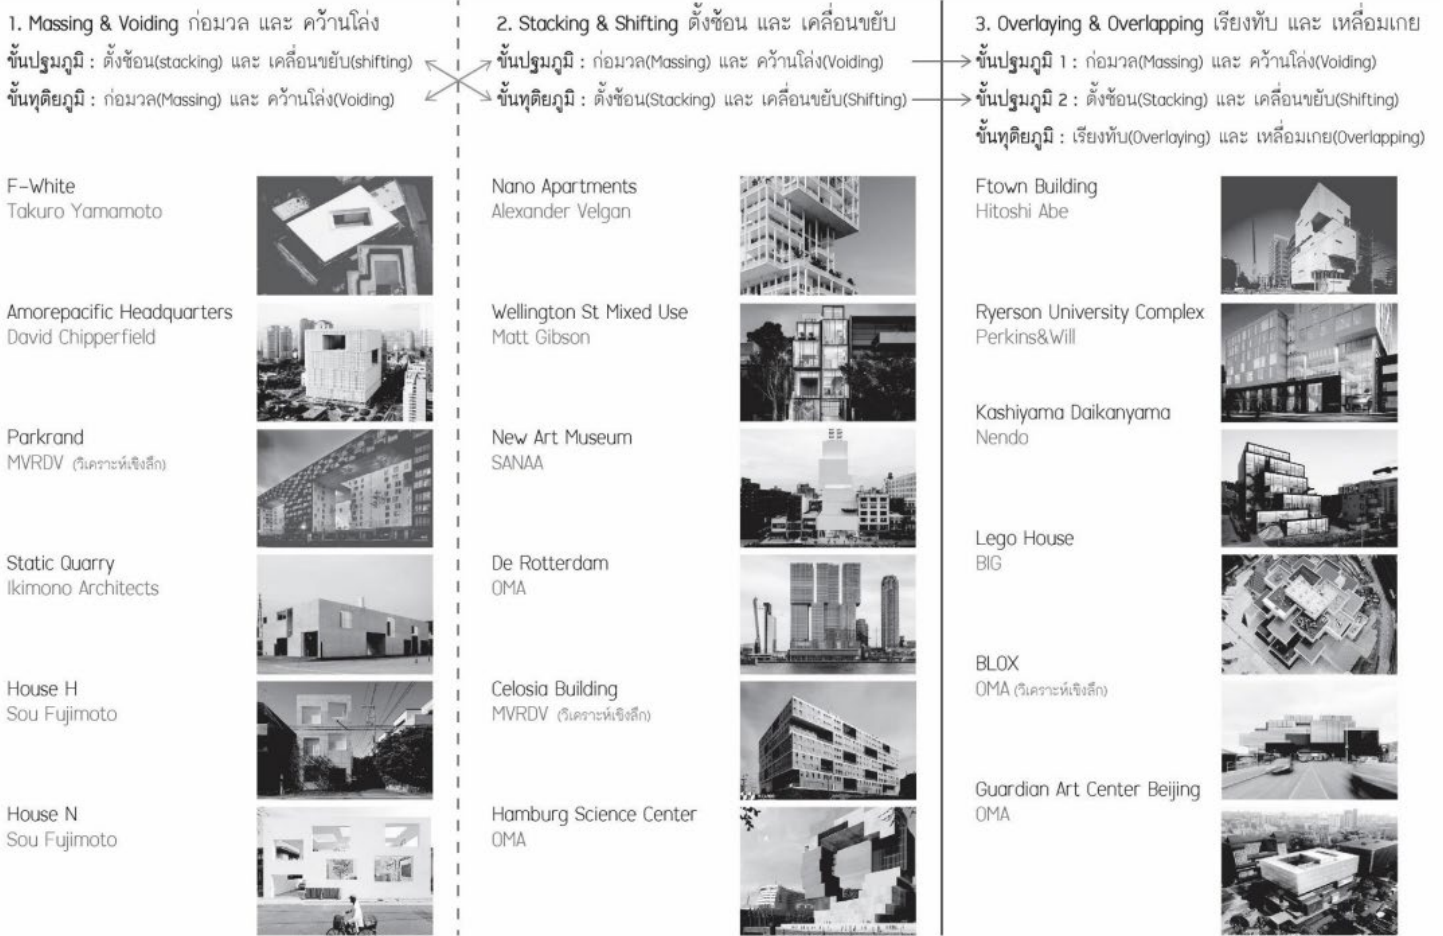 1. Massing & Voiding ก่อมวล และ คว้านโล่ง
ขั้นปฐมภูมิ : ตั้งซ้อน(stacking) และ เคลื่อนขยับ(shifting)
ขั้นทุติยภูมิ : ก่อมวล(Massing) และ คว้านโล่ง(Voiding)
F-White
Takuro Yamamoto
Amorepacific Headquarters
David Chipperfield
Parkrand
MVRDV (วิเคราะห์เชิงลึก)
Static Quarry
Ikimono Architects
House H
Sou Fujimoto
House N
Sou Fujimoto
2. Stacking & Shifting ตั้งซ้อน และ เคลื่อนขยับ
ขั้นปฐมภูมิ : ก่อมวล(Massing) และ คว้านโล่ง(Voiding)
ขั้นทุติยภูมิ : ตั้งซ้อน(Stacking) และ เคลื่อนขยับ(Shifting)
Nano Apartments
Alexander Velgan
Wellington St Mixed Use
Matt Gibson
New Art Museum
SANAA
De Rotterdam
OMA
Celosia Building
MVRDV (วิเคราะห์เชิงลึก)
Hamburg Science Center
OMA
3. Overlaying & Overlapping เรียงทับ และ เหลื่อมเกย
ขั้นปฐมภูมิ 1 : ก่อมวล(Massing) และ คว้านโล่ง(Voiding)
ขั้นปฐมภูมิ 2 : ตั้งซ้อน(Stacking) และ เคลื่อนขยับ(Shifting)
ขั้นทุติยภูมิ : เรียงทับ(Overlaying) และ เหลื่อมเกย(Overlapping)
Ftown Building
Hitoshi Abe
Ryerson University Complex
Perkins&Will
Kashiyama Daikanyama
Nendo
Lego House
BIG
BLOX
OMA (วิเคราะห์เชิงลึก)
Guardian Art Center Beijing
OMA